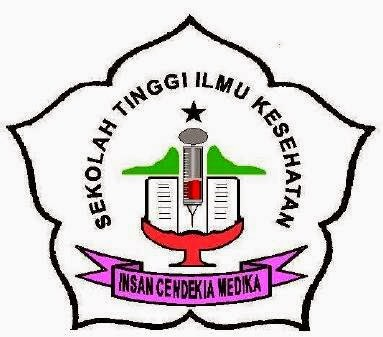 SEKOLAH TINGGI ILMU KESEHATAN
INSAN CENDEKIA MEDIKA